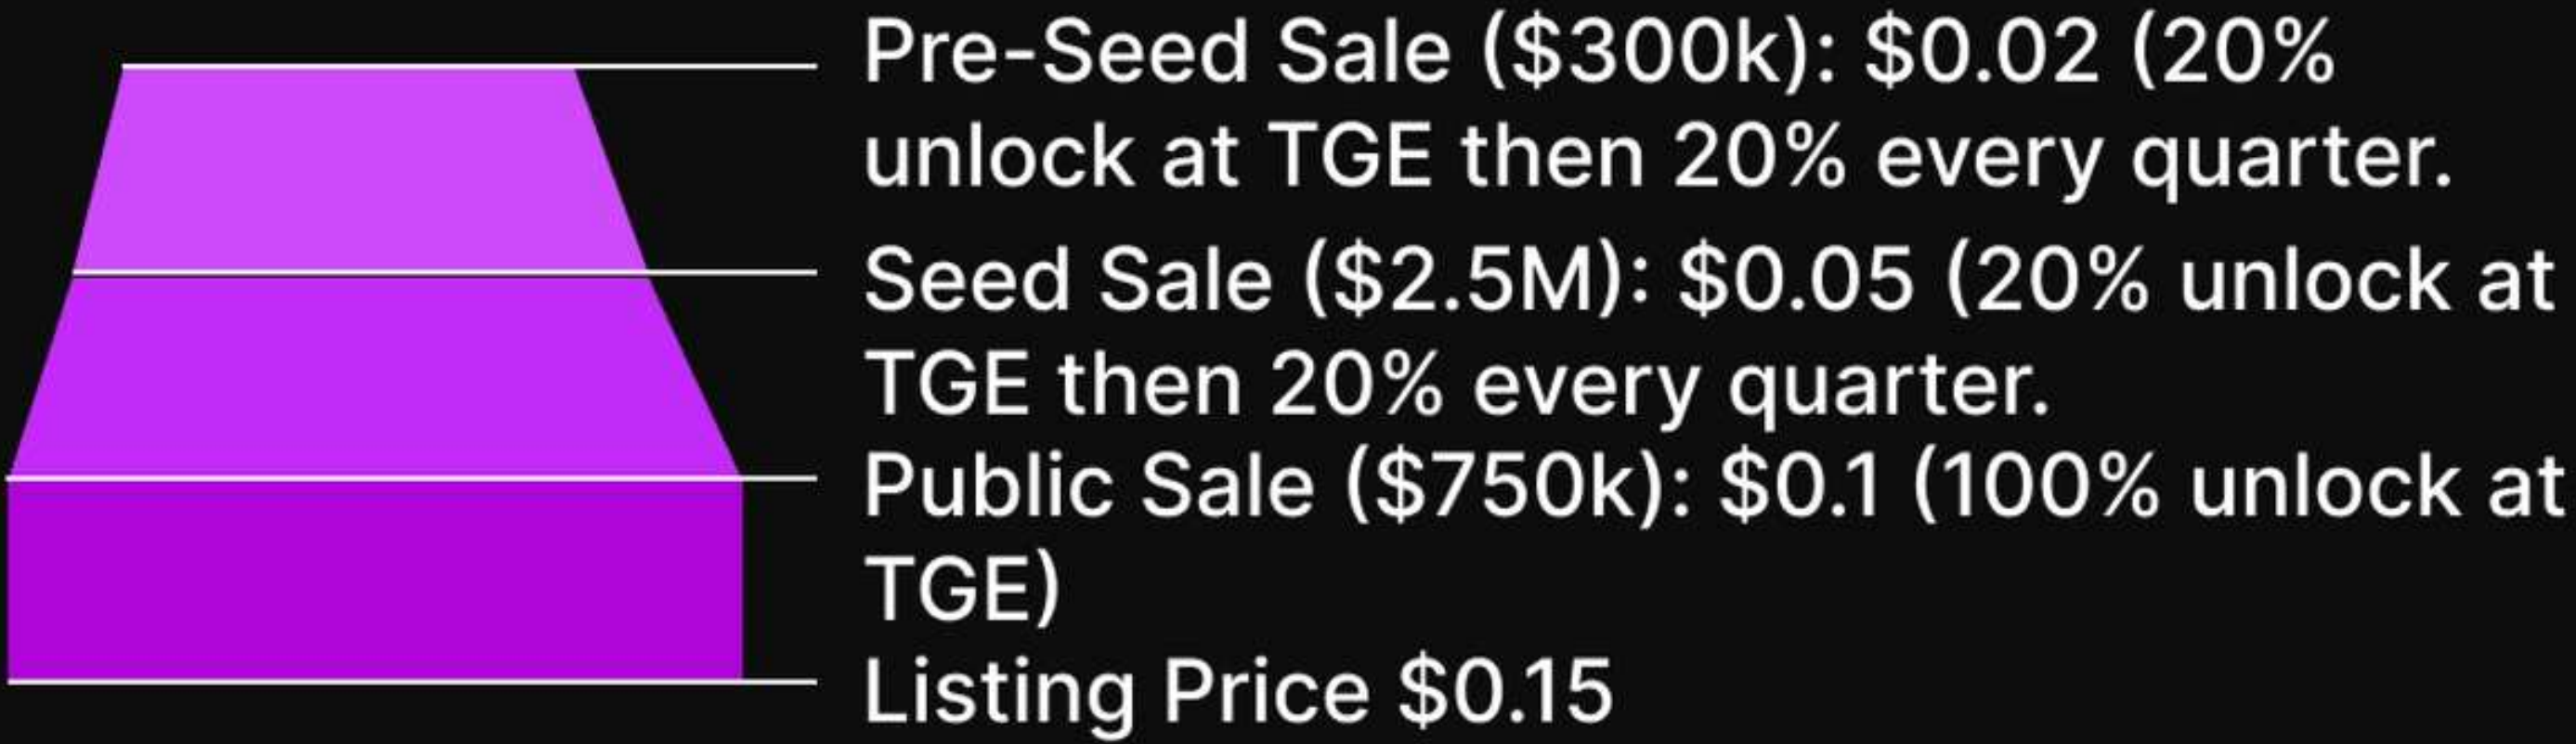 Pre-Seed Sale ($300k): $0.02 (20%
unlock at TGE then 20% every quarter.
Seed Sale ($2.5M): $0.05 (20% unlock at
TGE then 20% every quarter.
Public Sale ($750k): $0.1 (100% unlock at
TGE)
Listing Price $0.15